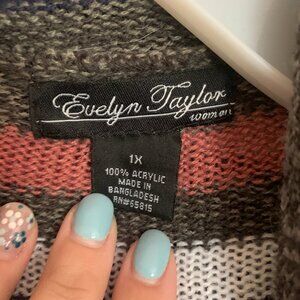 Evelyn Taylor
woman
1X
100% ACRYLIC
MADE IN
BANGLADESH
RN#55815